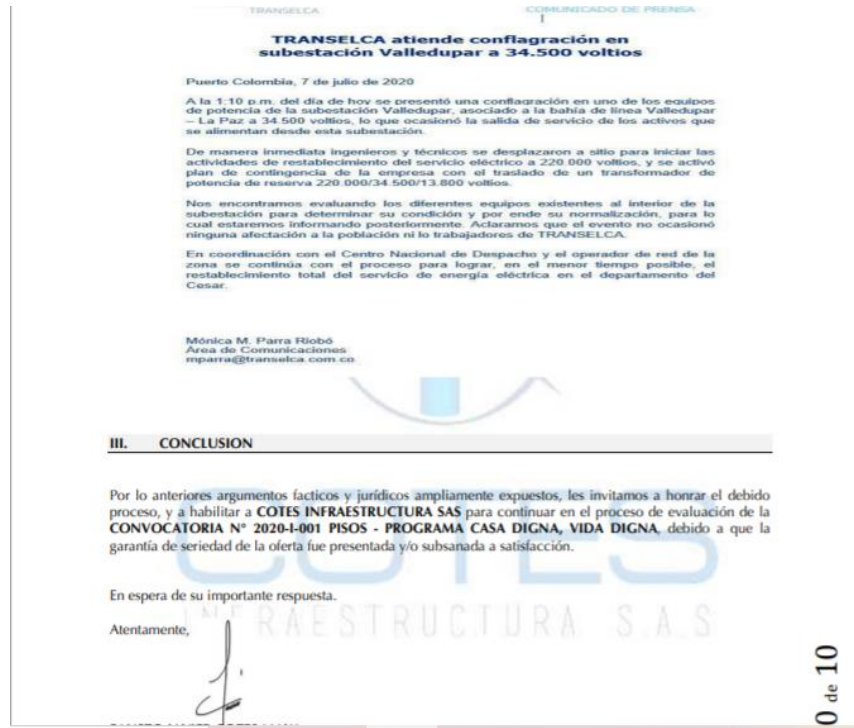 TRANSELCA
COMUNICADO DE PRENSA
TRANSELCA atiende conflagración en
subestación Valledupar a 34.500 voltios
Puerto Colombia, 7 de julio de 2020
A la 1:10 p.m. del día de hoy se presentó una conflagración en uno de los equipos
de potencia de la subestación Valledupar, asociado a la bahía de línea Valledupar
– La Paz a 34.500 voltios, lo que ocasionó la salida de servicio de los activos que
se alimentan desde esta subestación.
De manera inmediata ingenieros y técnicos se desplazaron a sitio para iniciar las
actividades de restablecimiento del servicio eléctrico a 220.000 voltios, y se activó
plan de contingencia de la empresa con el traslado de un transformador de
potencia de reserva 220.000/34.500/13.800 voltios.
Nos encontramos evaluando los diferentes equipos existentes al interior de la
subestación para determinar su condición y por ende su normalización, para lo
cual estaremos informando posteriormente. Aclaramos que el evento no ocasionó
ninguna afectación a la población ni lo trabajadores de TRANSELCA.
En coordinación con el Centro Nacional de Despacho y el operador de red de la
zona se continúa con el proceso para lograr, en el menor tiempo posible, el
restablecimiento total del servicio de energía eléctrica en el departamento del
Cesar.
Mónica M. Parra Riobó
Área de Comunicaciones
mparra@transelca.com.co
III. CONCLUSION
Por lo anteriores argumentos facticos y jurídicos ampliamente expuestos, les invitamos a honrar el debido
proceso, y a habilitar a COTES INFRAESTRUCTURA SAS para continuar en el proceso de evaluación de la
CONVOCATORIA N° 2020-I-001 PISOS - PROGRAMA CASA DIGNA, VIDA DIGNA, debido a que la
garantía de seriedad de la oferta fue presentada y/o subsanada a satisfacción.
COTES
En espera de su importante respuesta.
INFRAESTRUCTURA S.A.S
Atentamente,
0 de 10